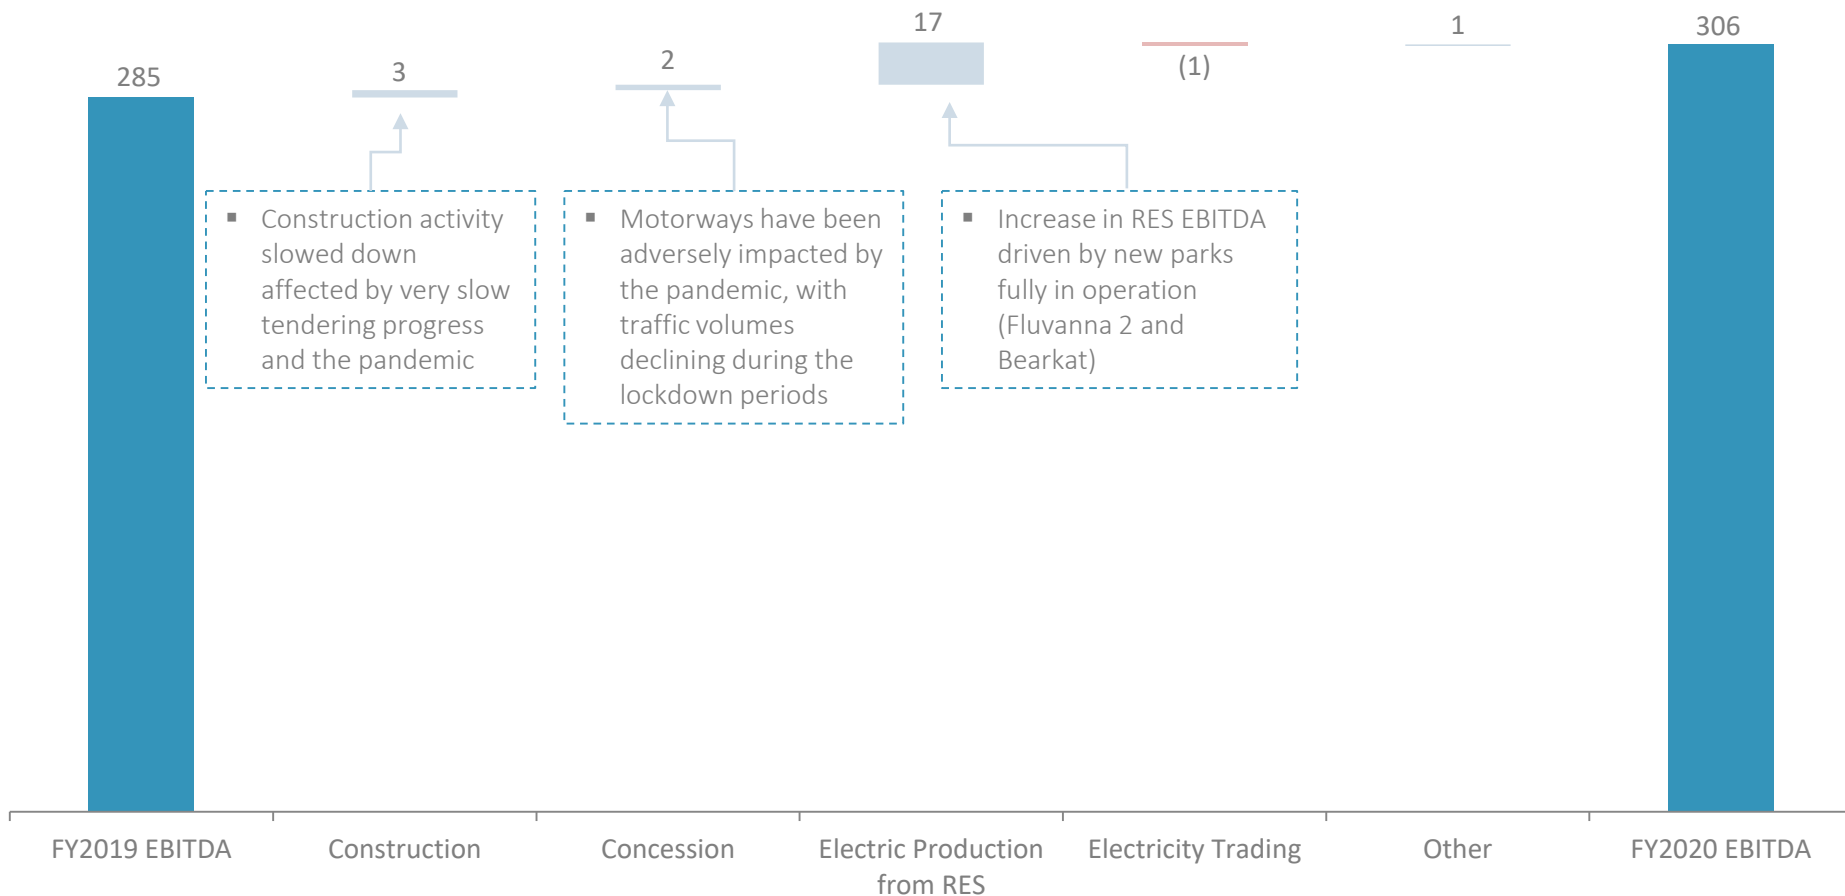 285
3
2
17
(1)
1
306
▪ Construction activity
slowed down
affected by very slow
tendering progress
and the pandemic
▪ Motorways have been
adversely impacted by
the pandemic, with
traffic volumes
declining during the
lockdown periods
▪ Increase in RES EBITDA
driven by new parks
fully in operation
(Fluvanna 2 and
Bearkat)
FY2019 EBITDA
Construction
Concession
Electric Production
from RES
Electricity Trading
Other
FY2020 EBITDA